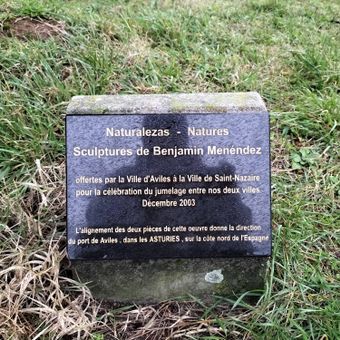 Naturalezas - Natures
Sculptures de Benjamin Menéndez
offertes par la Ville d'Aviles à la Ville de Saint-Nazaire
pour la célébration du jumelage entre nos deux villes
Décembre 2003
L'alignement des deux pièces de cette oeuvre donne la direction
du port de Aviles , dans les ASTURIES , sur la côte nord de l'Espagne